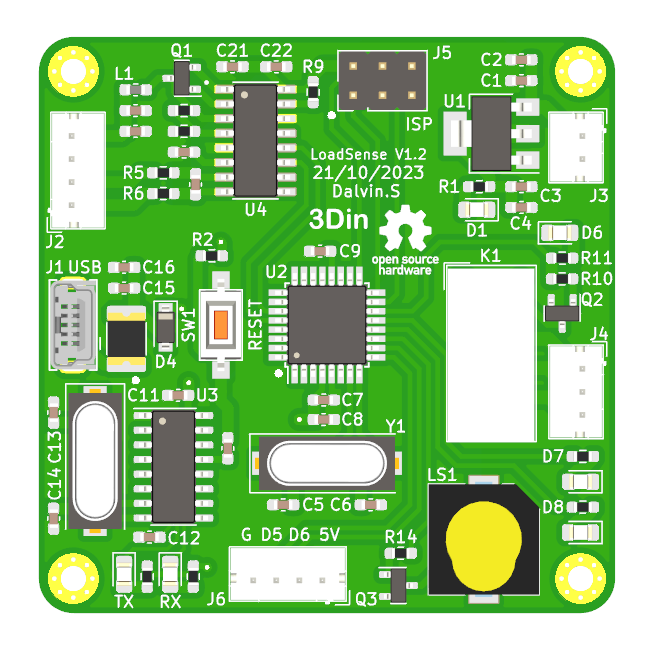 Q1
C21 C22
J5
C2
L1
R9
C1
U1
ISP
LoadSense V1.2
21/10/2023
Dalvin.S
R5
R6
U4
R1
C3
J3
3Din
D1
C4
J2
open source
hardware
D6
R2
C9
K1
R11
J1 USB
C16
U2
R10
C15
Q2
SW1
RESET
J4
D4
C11
U3
C7
C8
Y1
C13
D7
LS1
C14
C5 C6
D8
C12
G D5 D6 5V
R14
TX
RX
J6
Q3